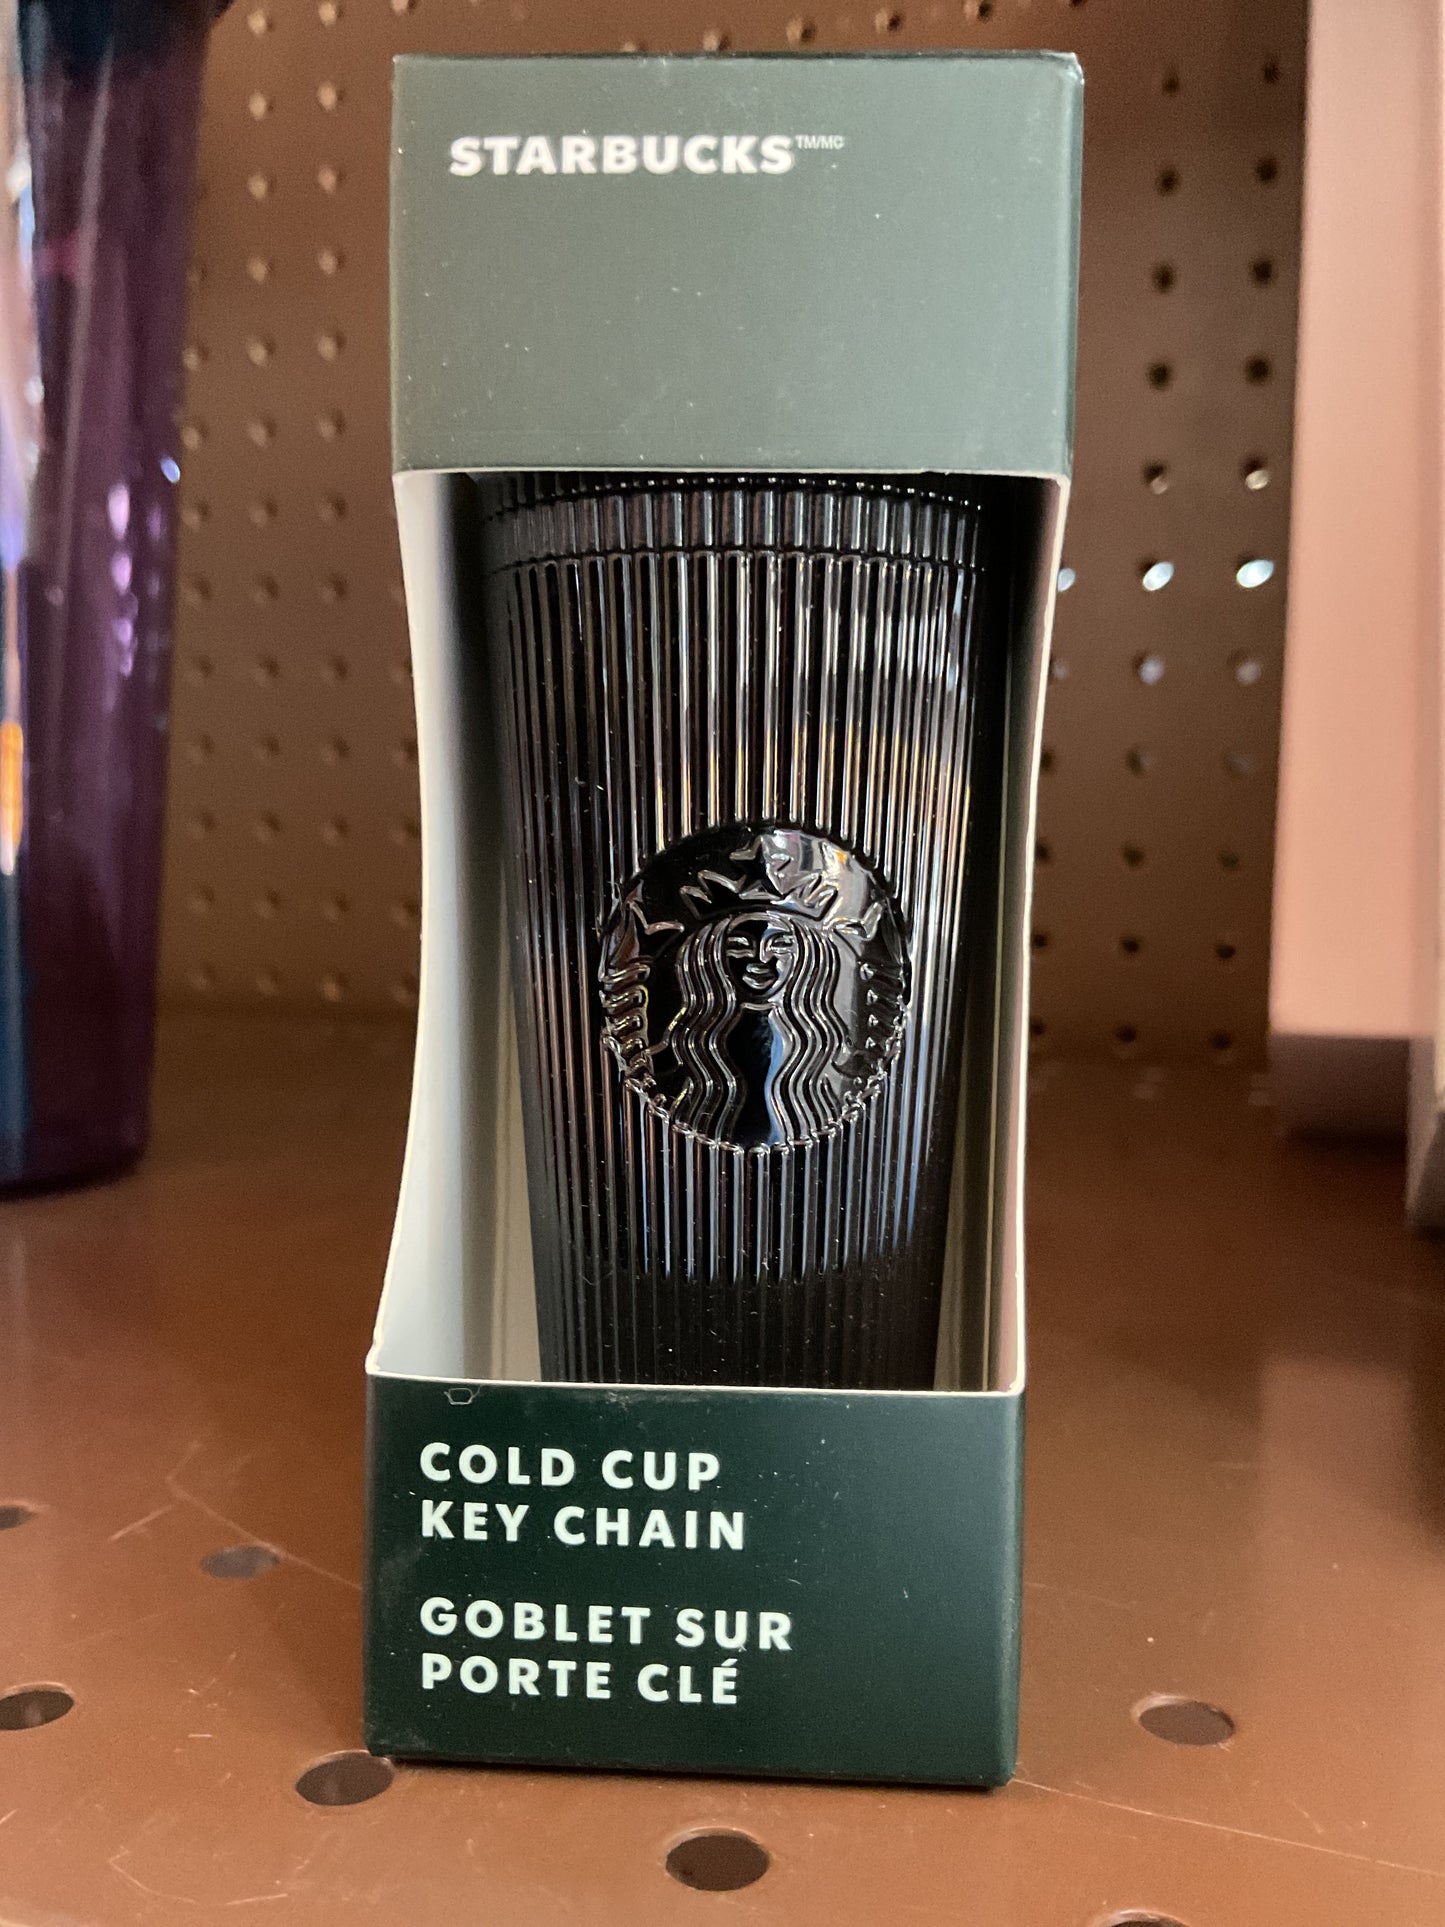 STARBUCKS™/MC
COLD CUP
KEY CHAIN
GOBLET SUR
PORTE CLÉ